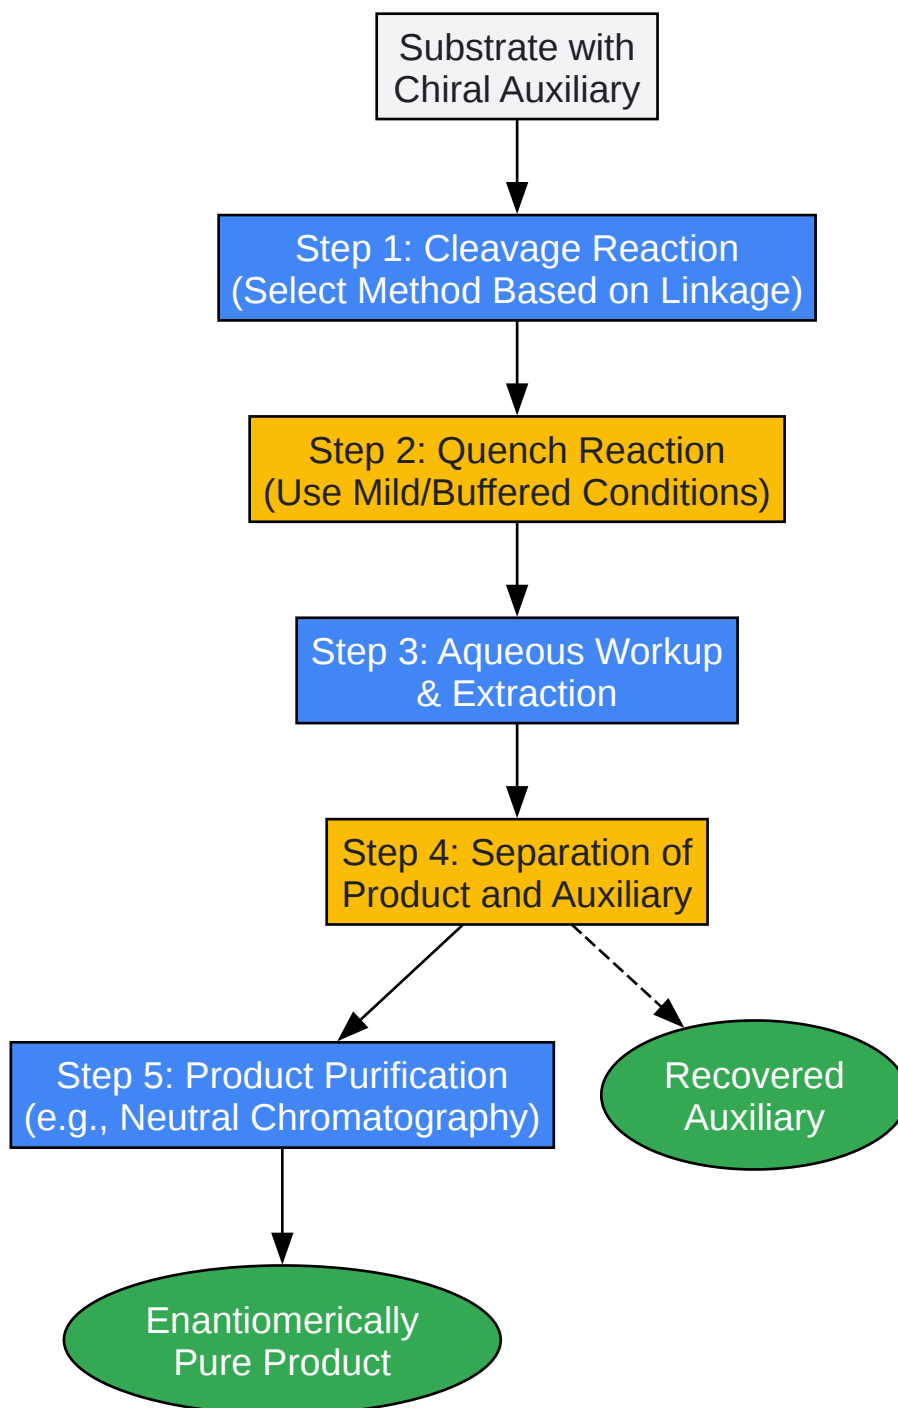 Substrate with
Chiral Auxiliary
Step 1: Cleavage Reaction
(Select Method Based on Linkage)
Step 2: Quench Reaction
(Use Mild/Buffered Conditions)
Step 3: Aqueous Workup
& Extraction
Step 4: Separation of
Product and Auxiliary
Step 5: Product Purification
(e.g., Neutral Chromatography)
Recovered
Auxiliary
Enantiomerically
Pure Product